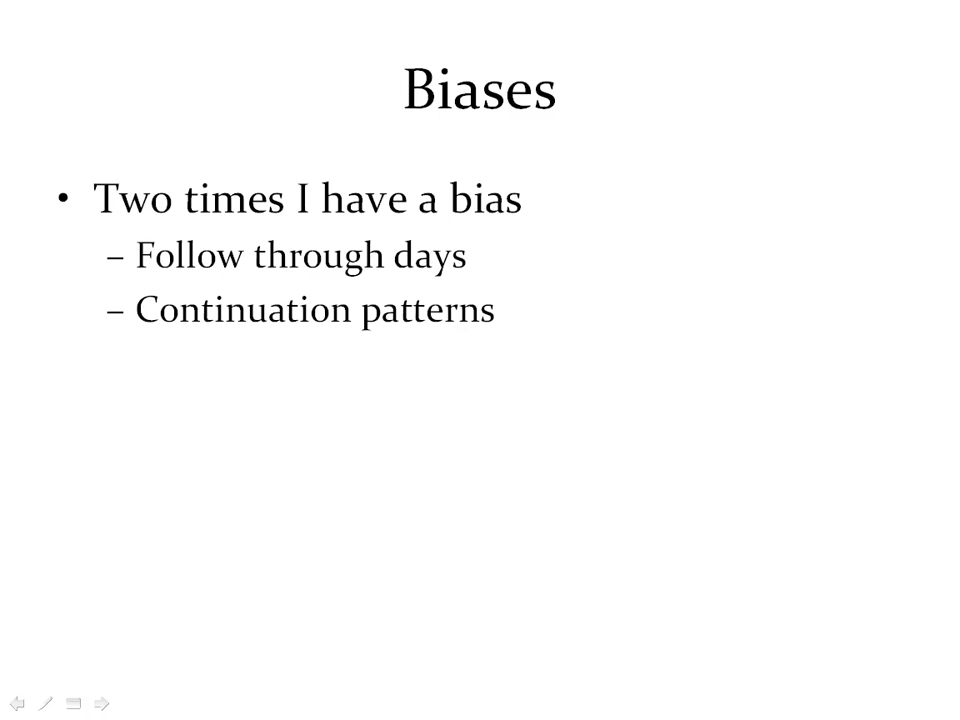 Biases
• Two times I have a bias
– Follow through days
– Continuation patterns